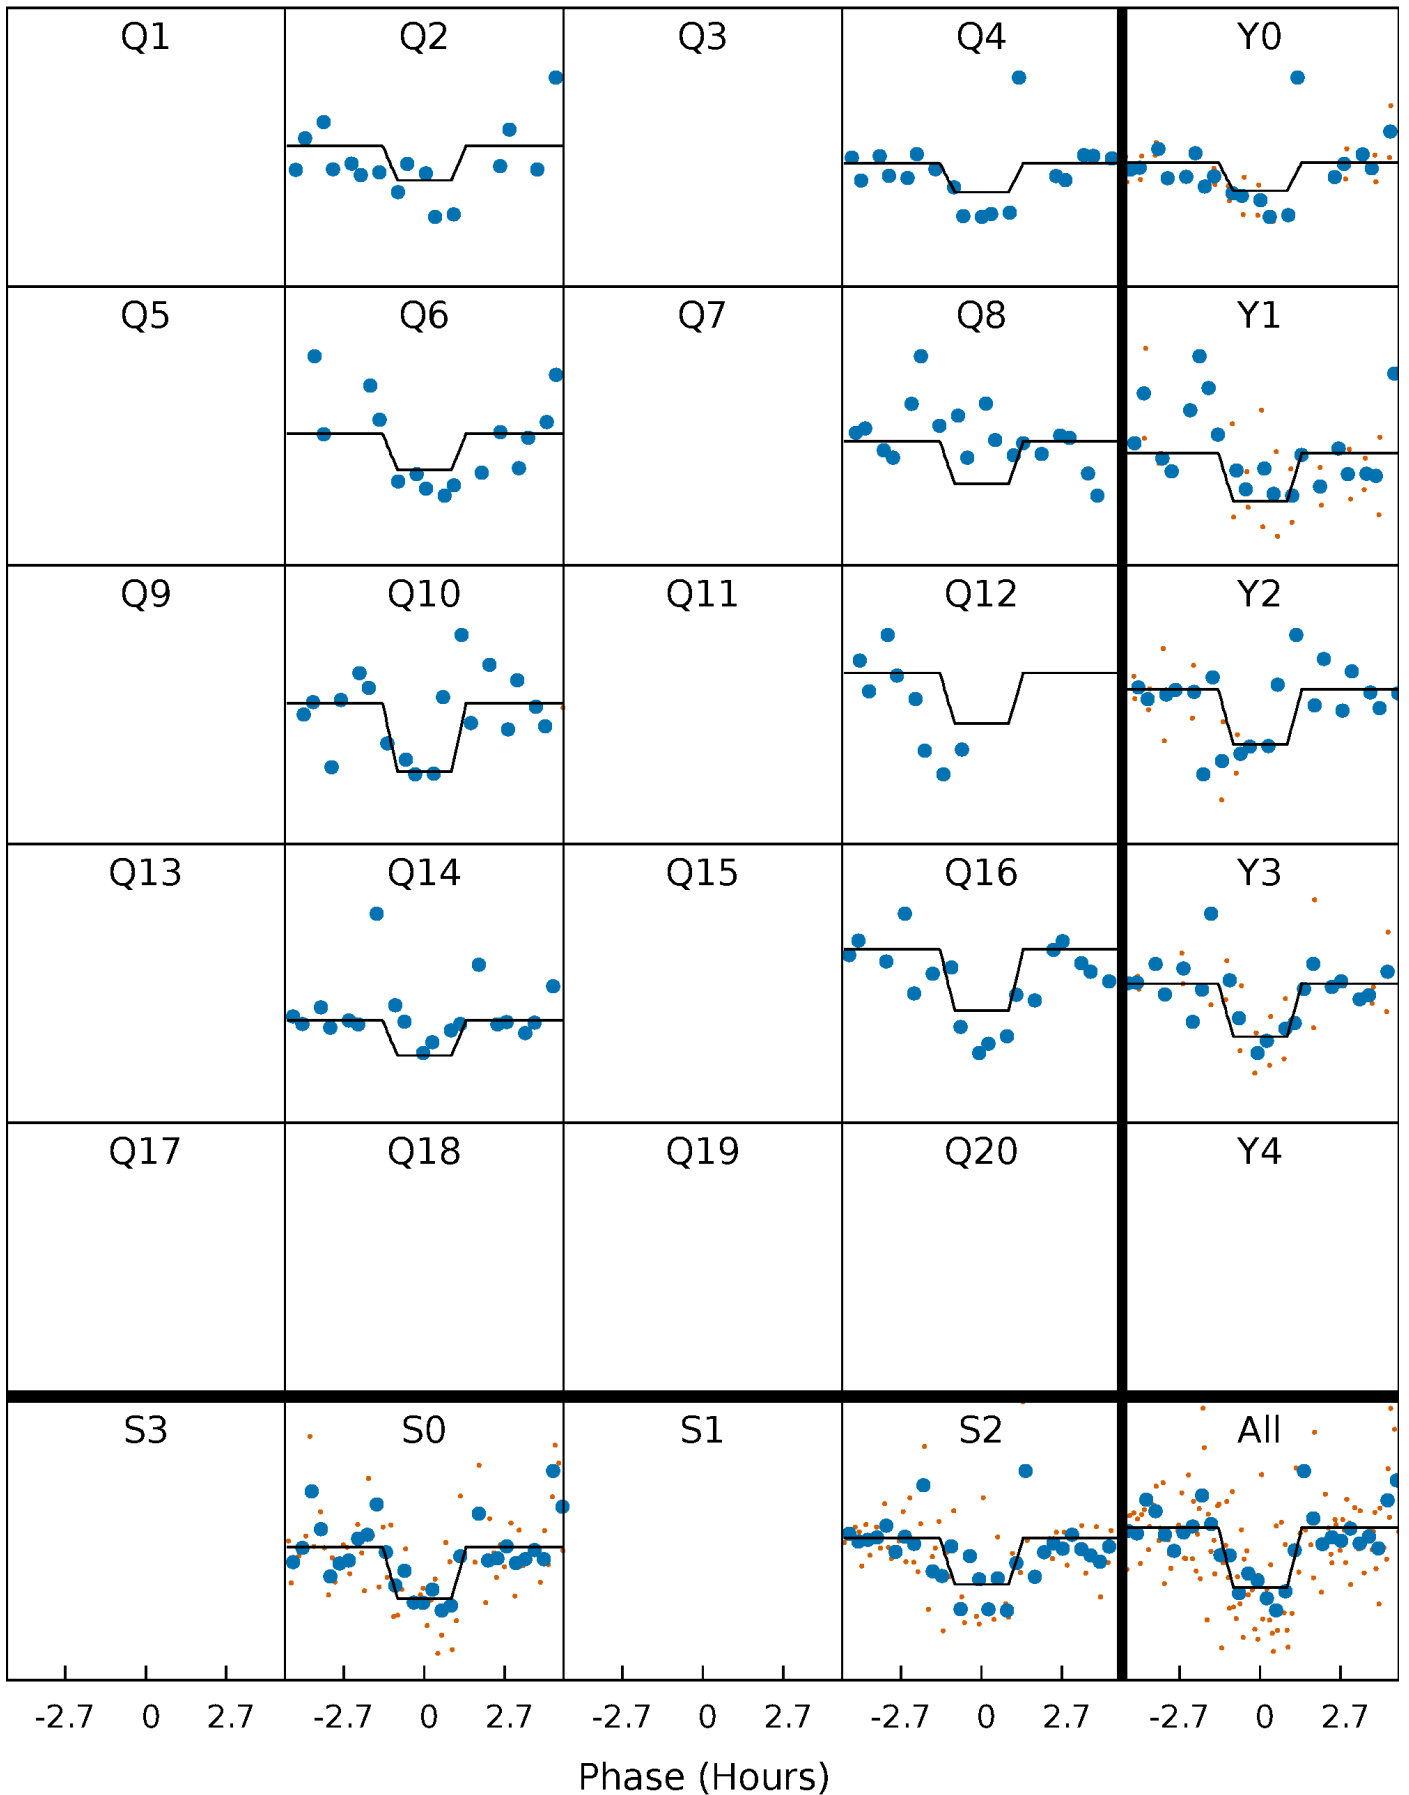 Q1 Q2 Q3 Q4 Y0
Q5 Q6 Q7 Q8 Y1
Q9 Q10 Q11 Q12 Y2
Q13 Q14 Q15 Q16 Y3
Q17 Q18 Q19 Q20 Y4
S3 S0 S1 S2 All
-2.7 0 2.7 -2.7 0 2.7 -2.7 0 2.7 -2.7 0 2.7 -2.7 0 2.7
Phase (Hours)